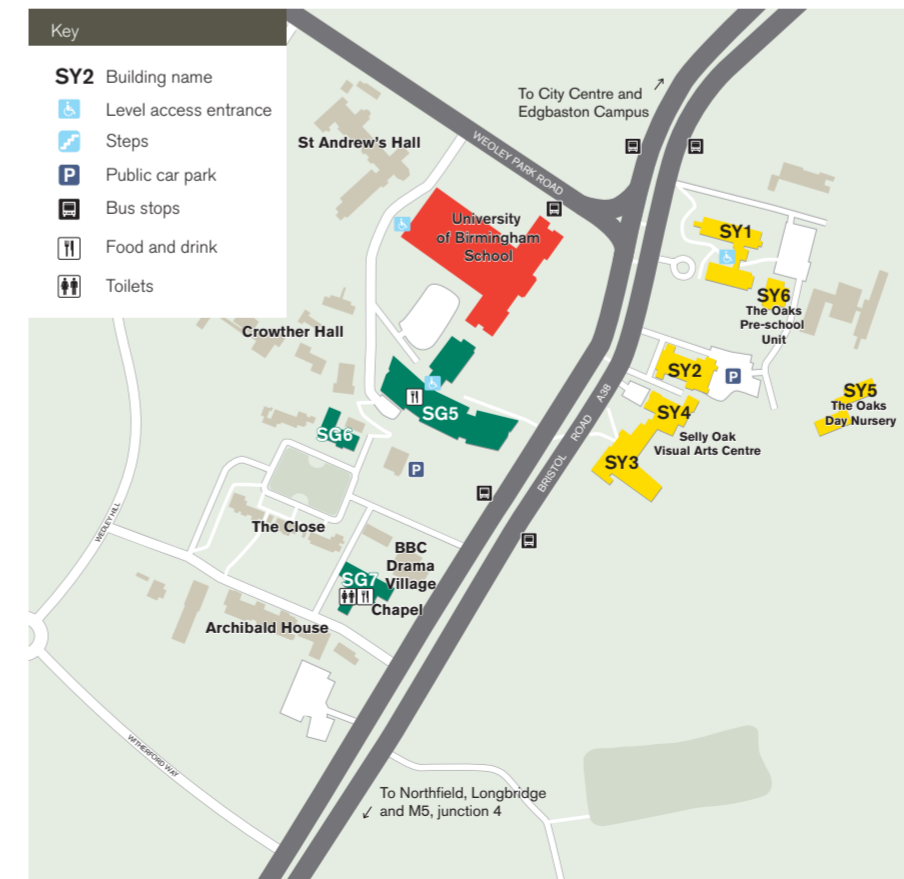 Key
SY2 Building name
Level access entrance
Steps
P Public car park
Bus stops
Food and drink
Toilets
To City Centre and
Edgbaston Campus
St Andrew's Hall
WEOLEY PARK ROAD
University
of Birmingham
School
SY1
SY6
The Oaks
Pre-school
Unit
Crowther Hall
SY2
P
SY5
The Oaks
Day Nursery
SG5
SY4
Selly Oak
Visual Arts Centre
SY3
BRISTOL ROAD A38
SG6
P
WEOLEY HILL
The Close
BBC
Drama
Village
SG7
Chapel
Archibald House
WITHERFORD WAY
To Northfield, Longbridge
and M5, junction 4